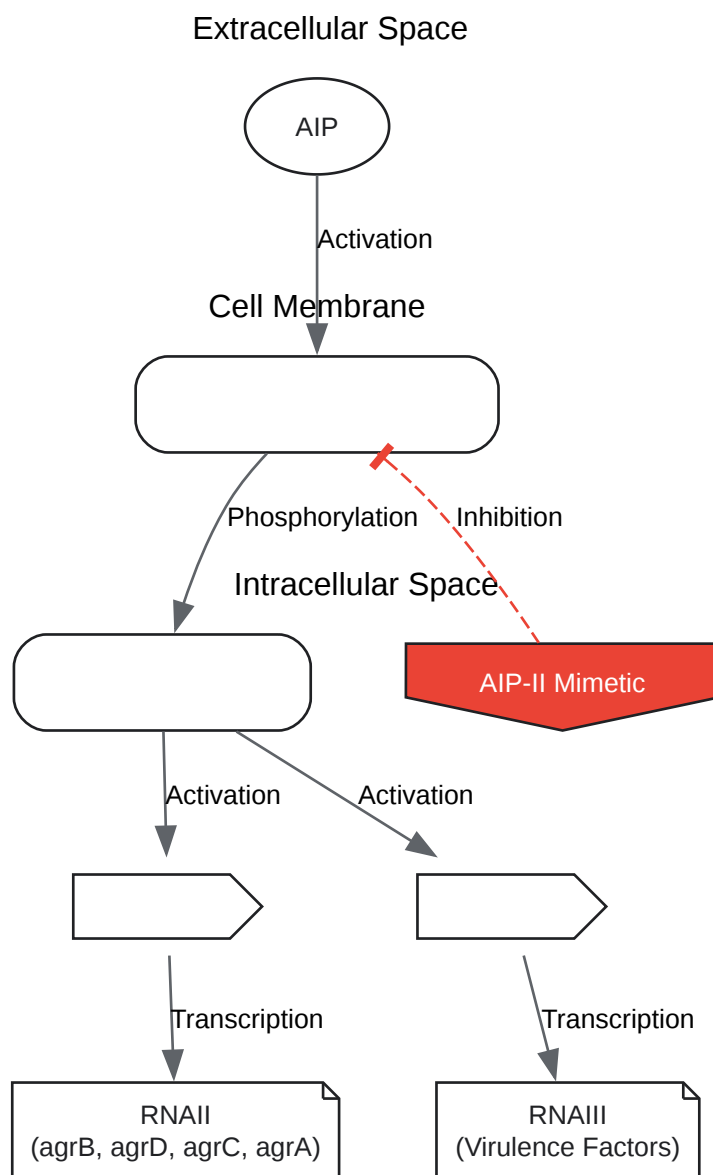 Extracellular Space
AIP
Activation
Cell Membrane
Phosphorylation
Inhibition
Intracellular Space
AIP-II Mimetic
Activation
Activation
Transcription
Transcription
RNAII
(agrB, agrD, agrC, agrA)
RNAIII
(Virulence Factors)